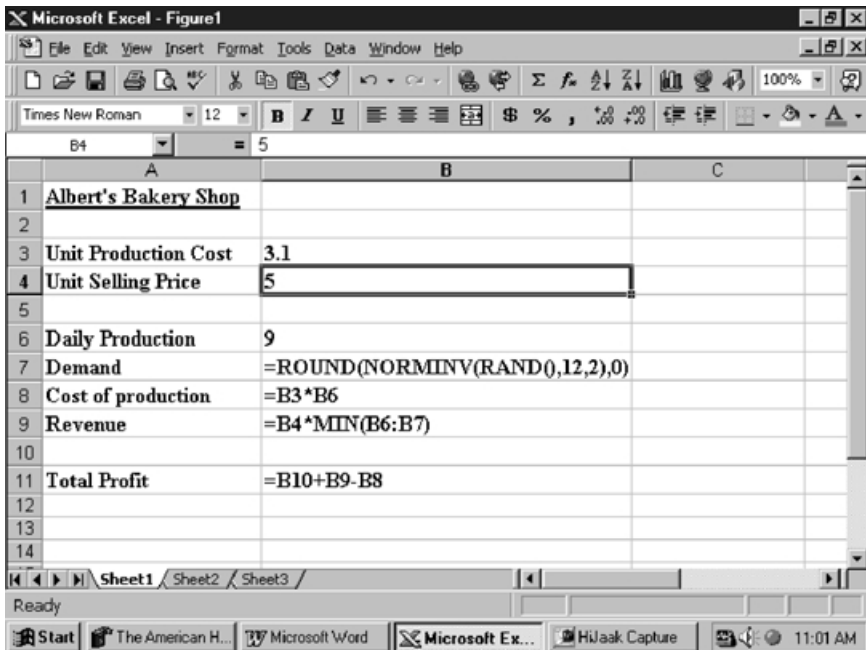 Microsoft Excel - Figure1
File Edit View Insert Format Tools Data Window Help
100%
Times New Roman 12 B I U $ % ,
B4 = 5
A B C
1 Albert's Bakery Shop
2
3 Unit Production Cost 3.1
4 Unit Selling Price 5
5
6 Daily Production 9
7 Demand =ROUND(NORMINV(RAND(),12,2),0)
8 Cost of production =B3*B6
9 Revenue =B4*MIN(B6:B7)
10
11 Total Profit =B10+B9-B8
12
13
14
Sheet1 Sheet2 Sheet3
Ready
Start The American H... Microsoft Word Microsoft Ex... HiJaak Capture 11:01 AM